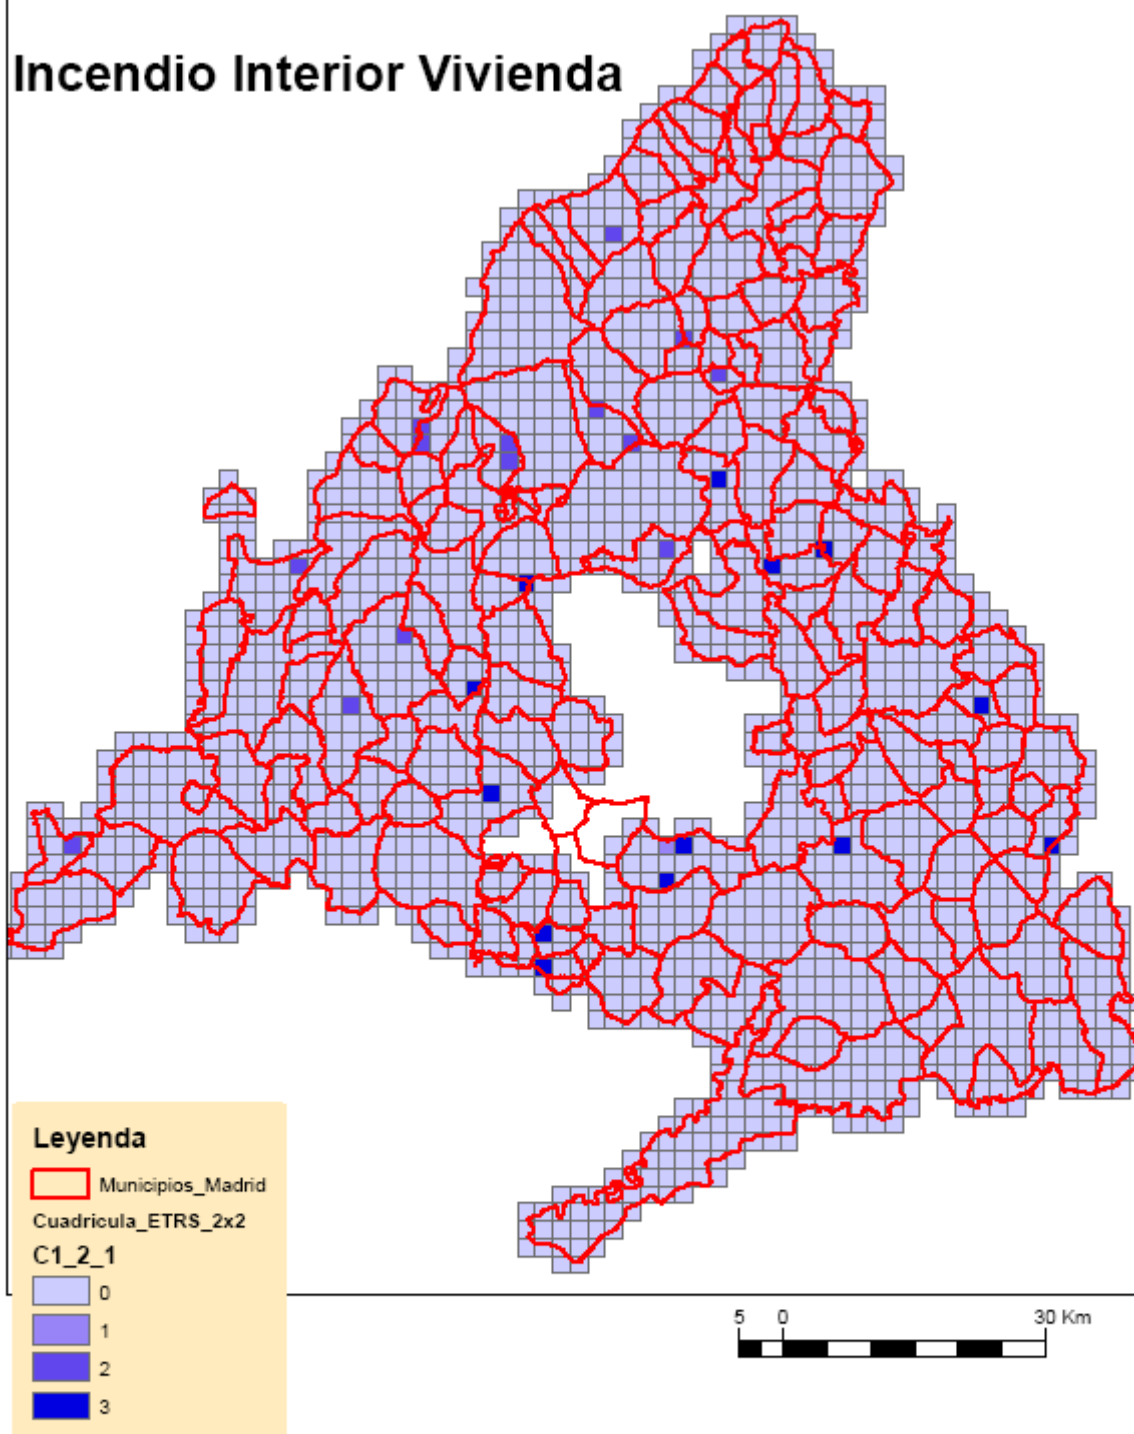 Incendio Interior Vivienda
Leyenda
Municipios_Madrid
Cuadricula_ETRS_2x2
C1_2_1
0
1
2
3
5 0 30 Km